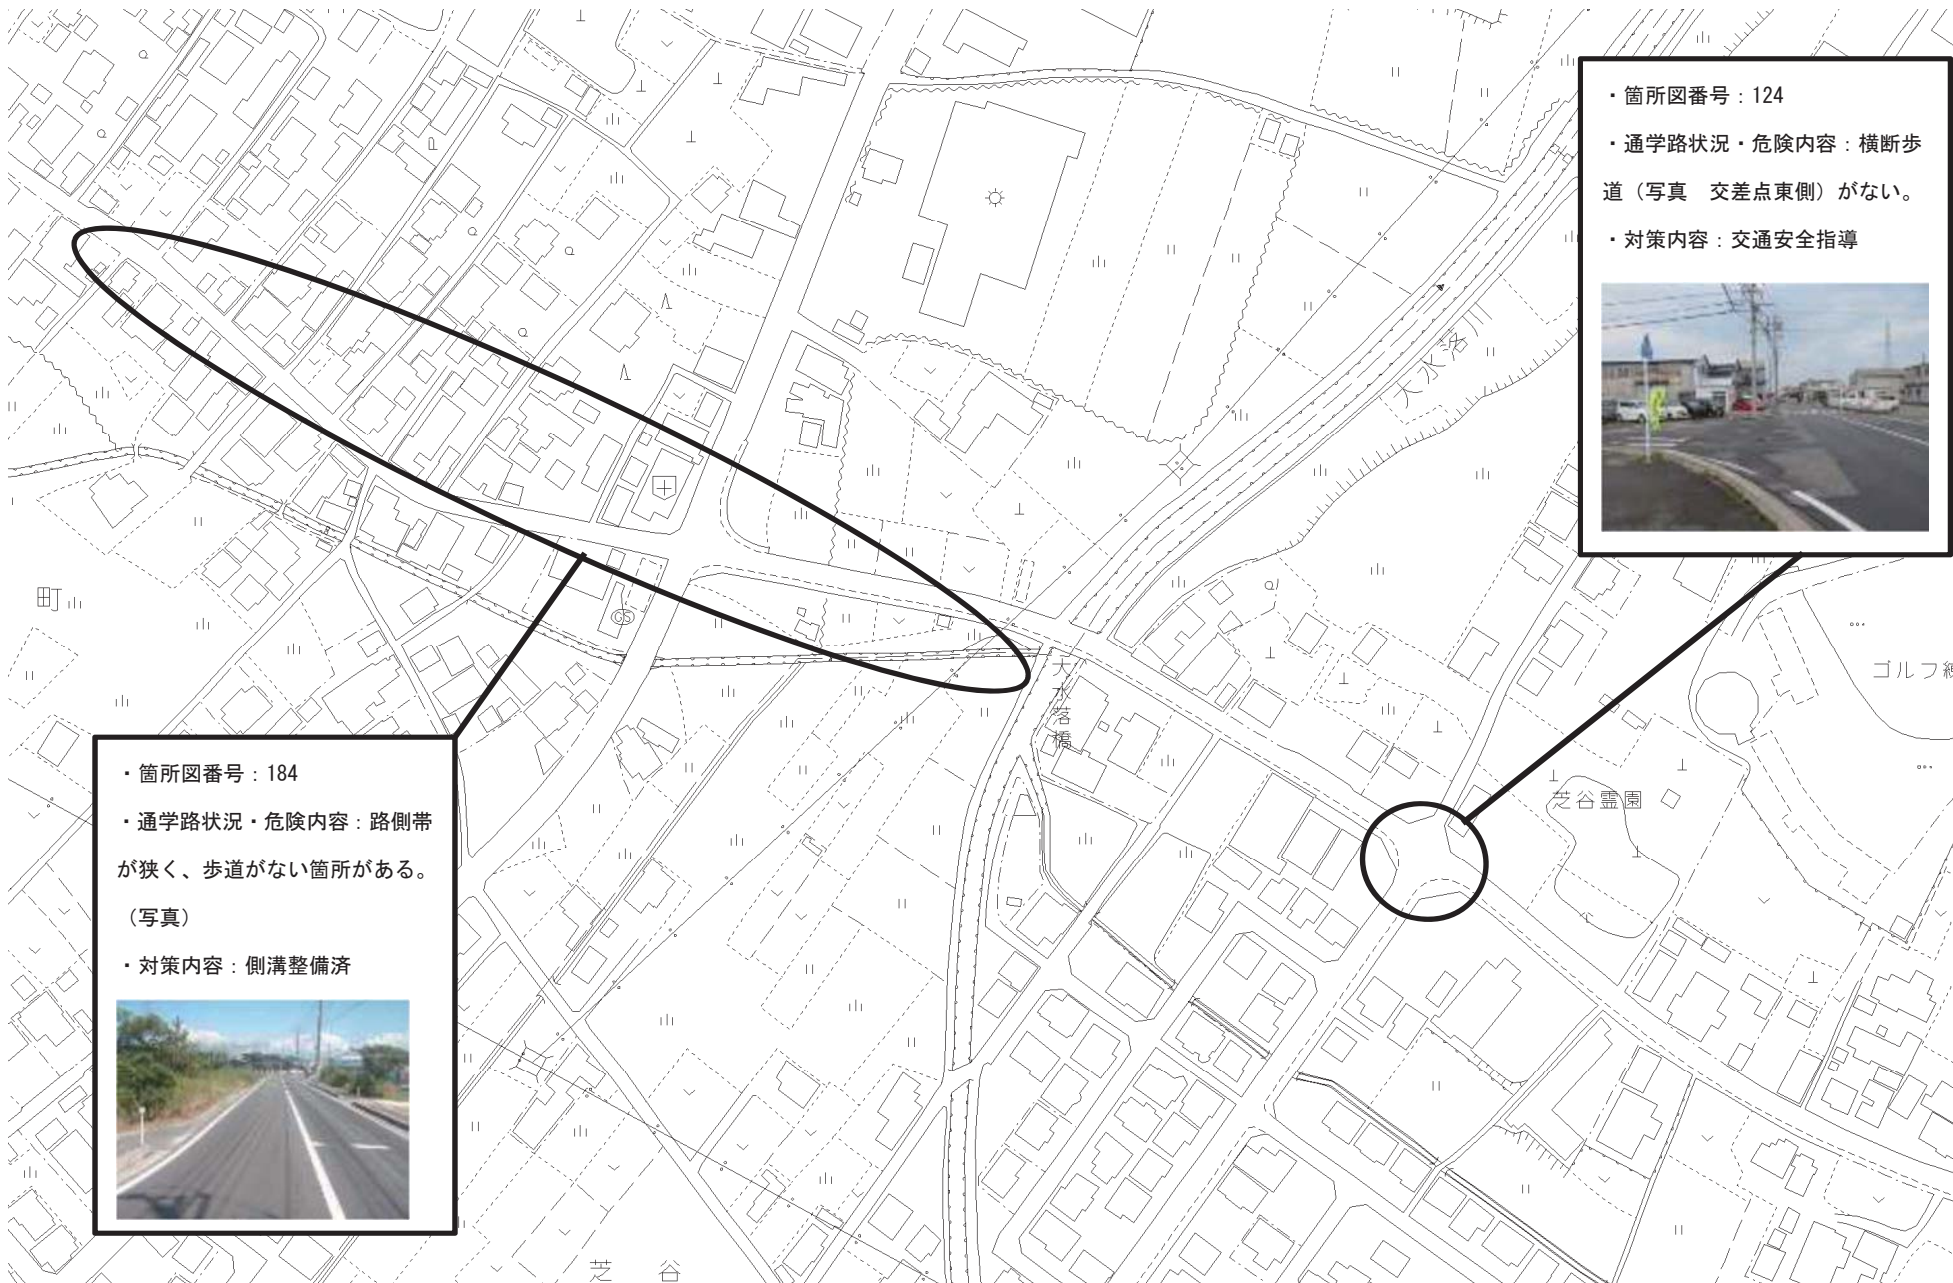 ・箇所図番号：124
・通学路状況・危険内容：横断歩
道（写真　交差点東側）がない。
・対策内容：交通安全指導
大水落川
町
GS
大水落橋
ゴルフ練
芝谷霊園
・箇所図番号：184
・通学路状況・危険内容：路側帯
が狭く、歩道がない箇所がある。
（写真）
・対策内容：側溝整備済
芝　谷